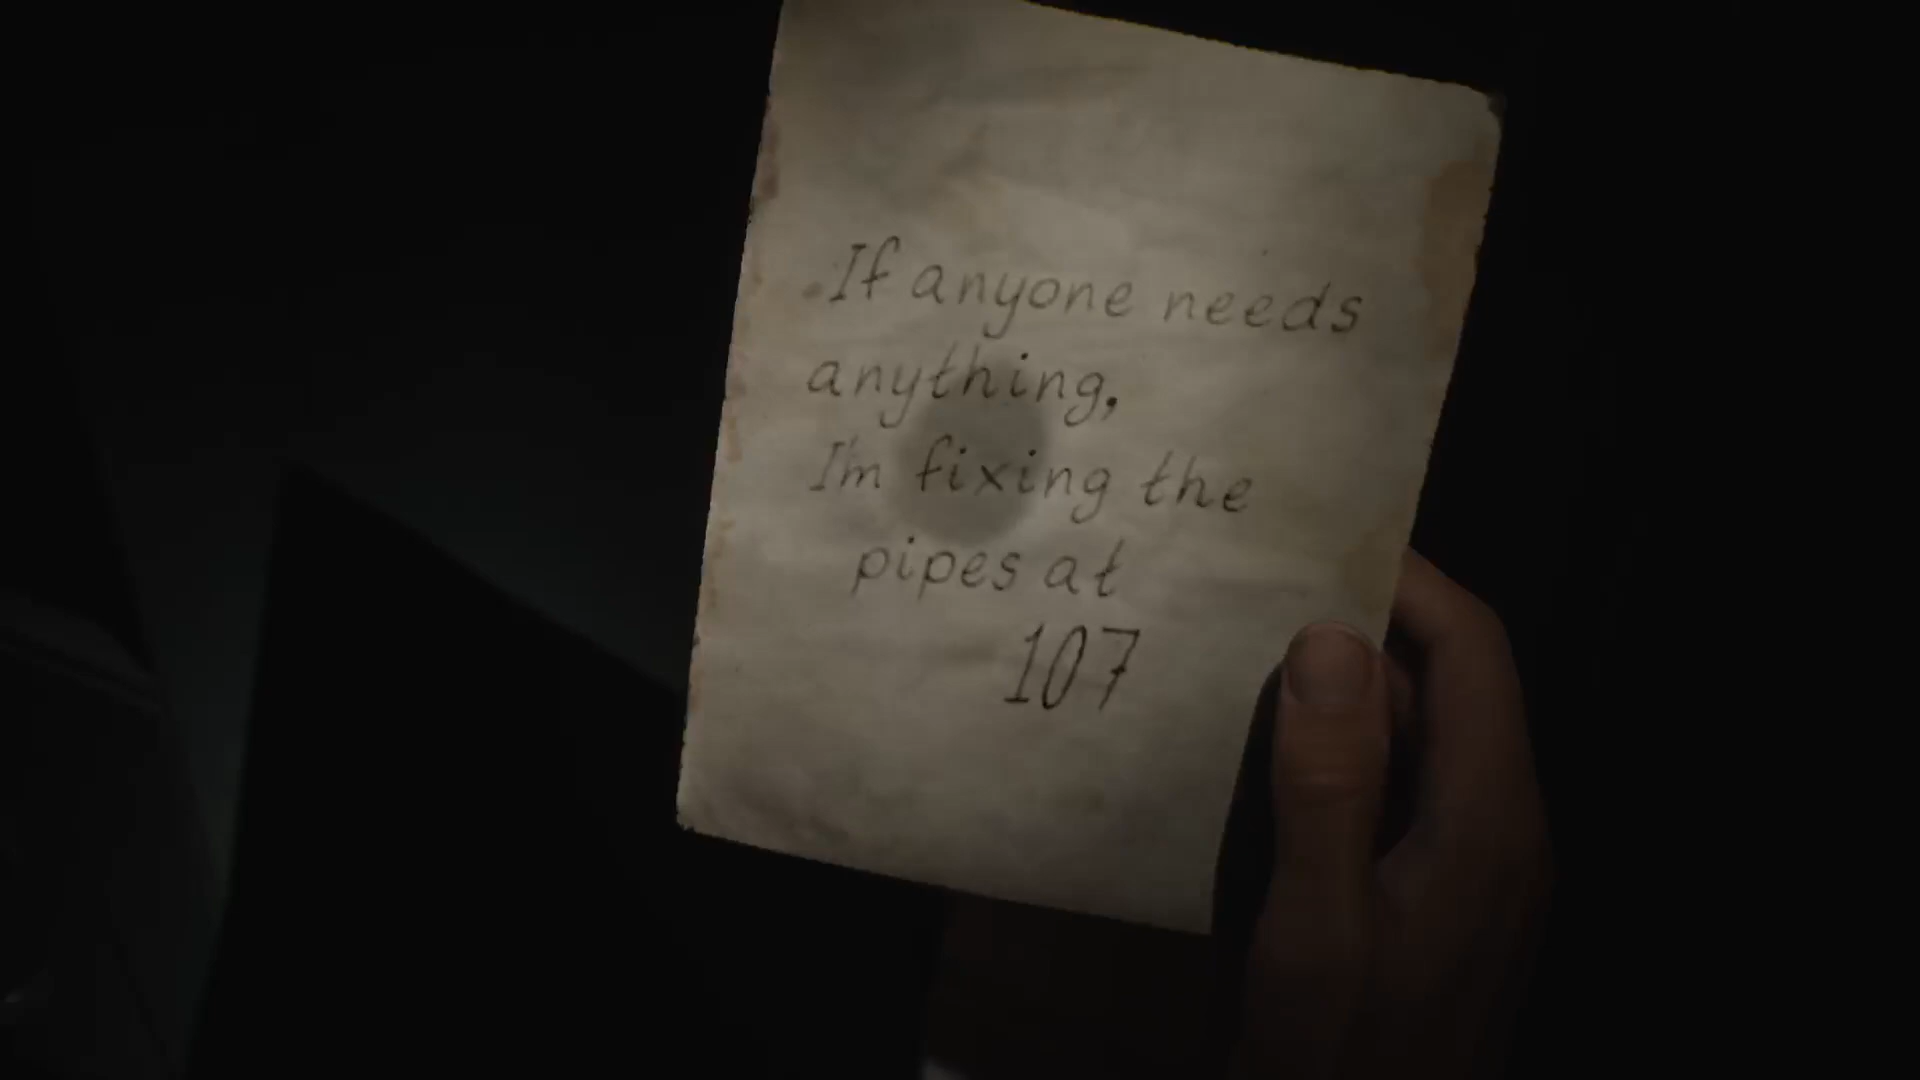 If anyone needs
anything,
I'm fixing the
pipes at
107